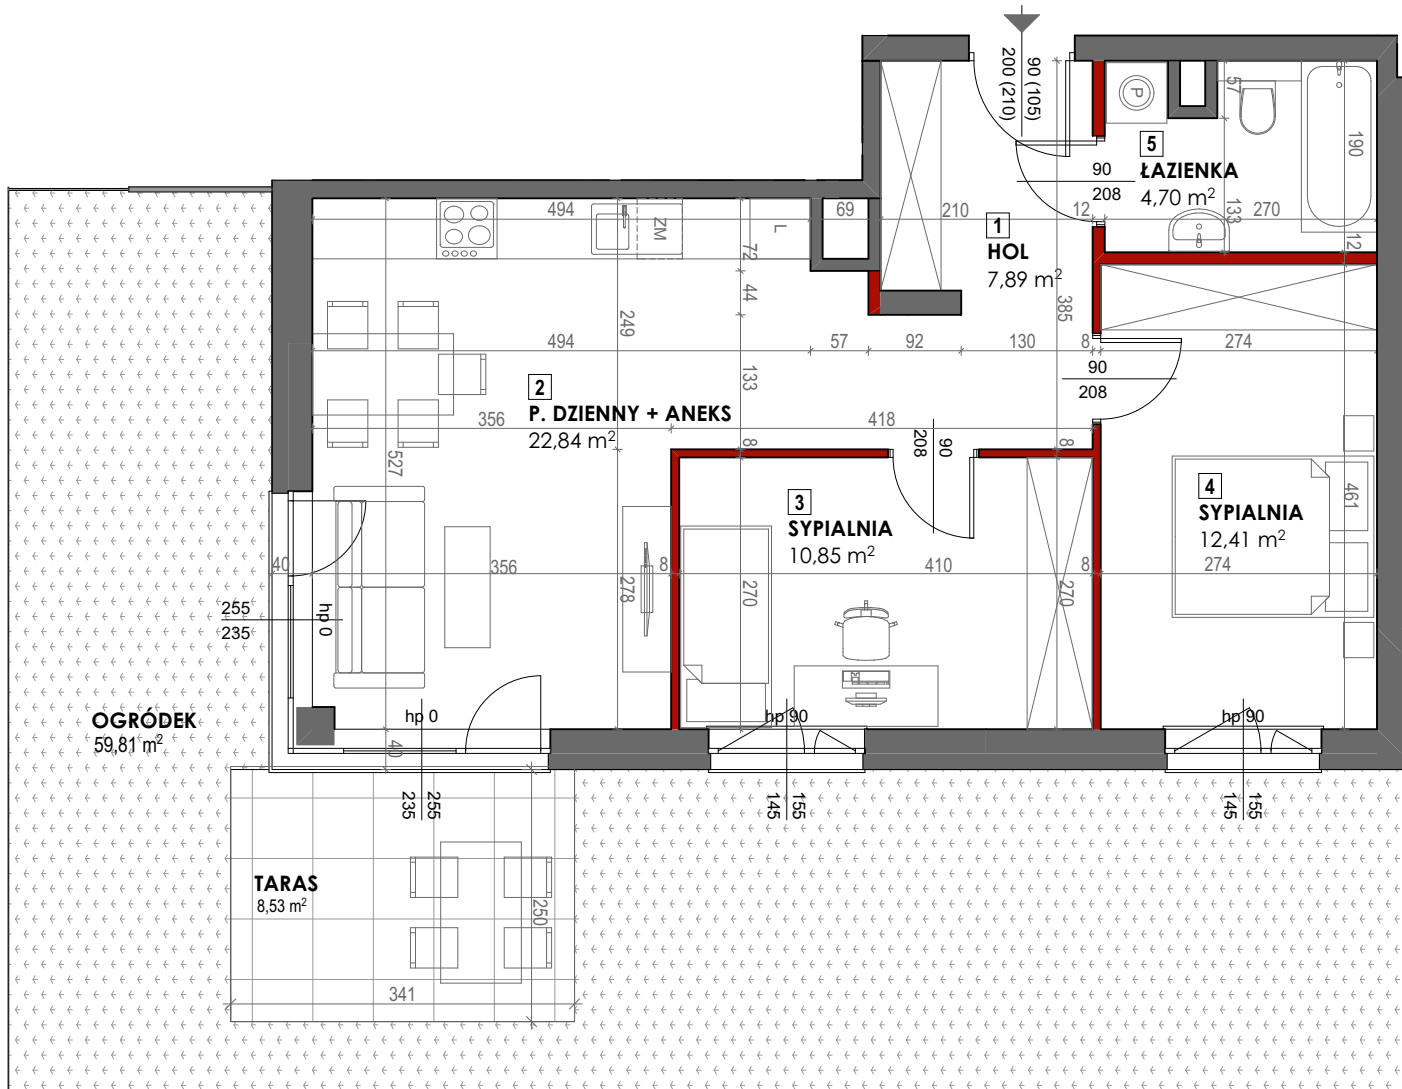 90 (105)
200 (210)
57
P
190
5
ŁAZIENKA
4,70 m²
90
208
133
270
12
494
ZM
L
69
210
12
1
HOL
7,89 m²
72
44
249
385
494
57
92
130
8
274
90
208
133
2
P. DZIENNY + ANEKS
22,84 m²
356
418
90
208
8
8
527
3
SYPIALNIA
10,85 m²
4
SYPIALNIA
12,41 m²
461
40
356
8
410
8
274
278
270
270
255
235
hp 0
hp 0
hp 90
hp 90
OGRÓDEK
59,81 m²
40
255
235
155
145
155
145
TARAS
8,53 m²
250
341